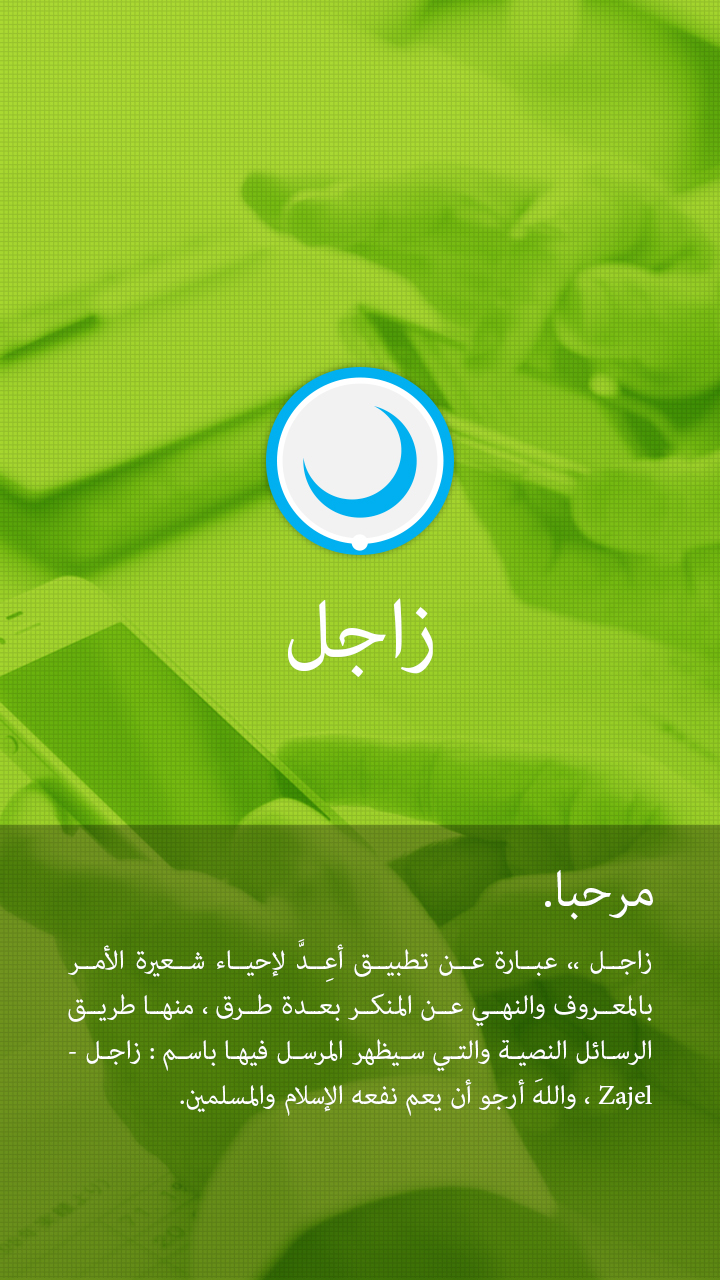 زاجل
مرحبا.
زاجل ،، عبارة عن تطبيق أعِدَّ لإحياء شعيرة الأمر
بالمعروف والنهي عن المنكر بعدة طرق ، منها طريق
الرسائل النصية والتي سيظهر المرسل فيها باسم : زاجل -
Zajel ، واللهَ أرجو أن يعم نفعه الإسلام والمسلمين.